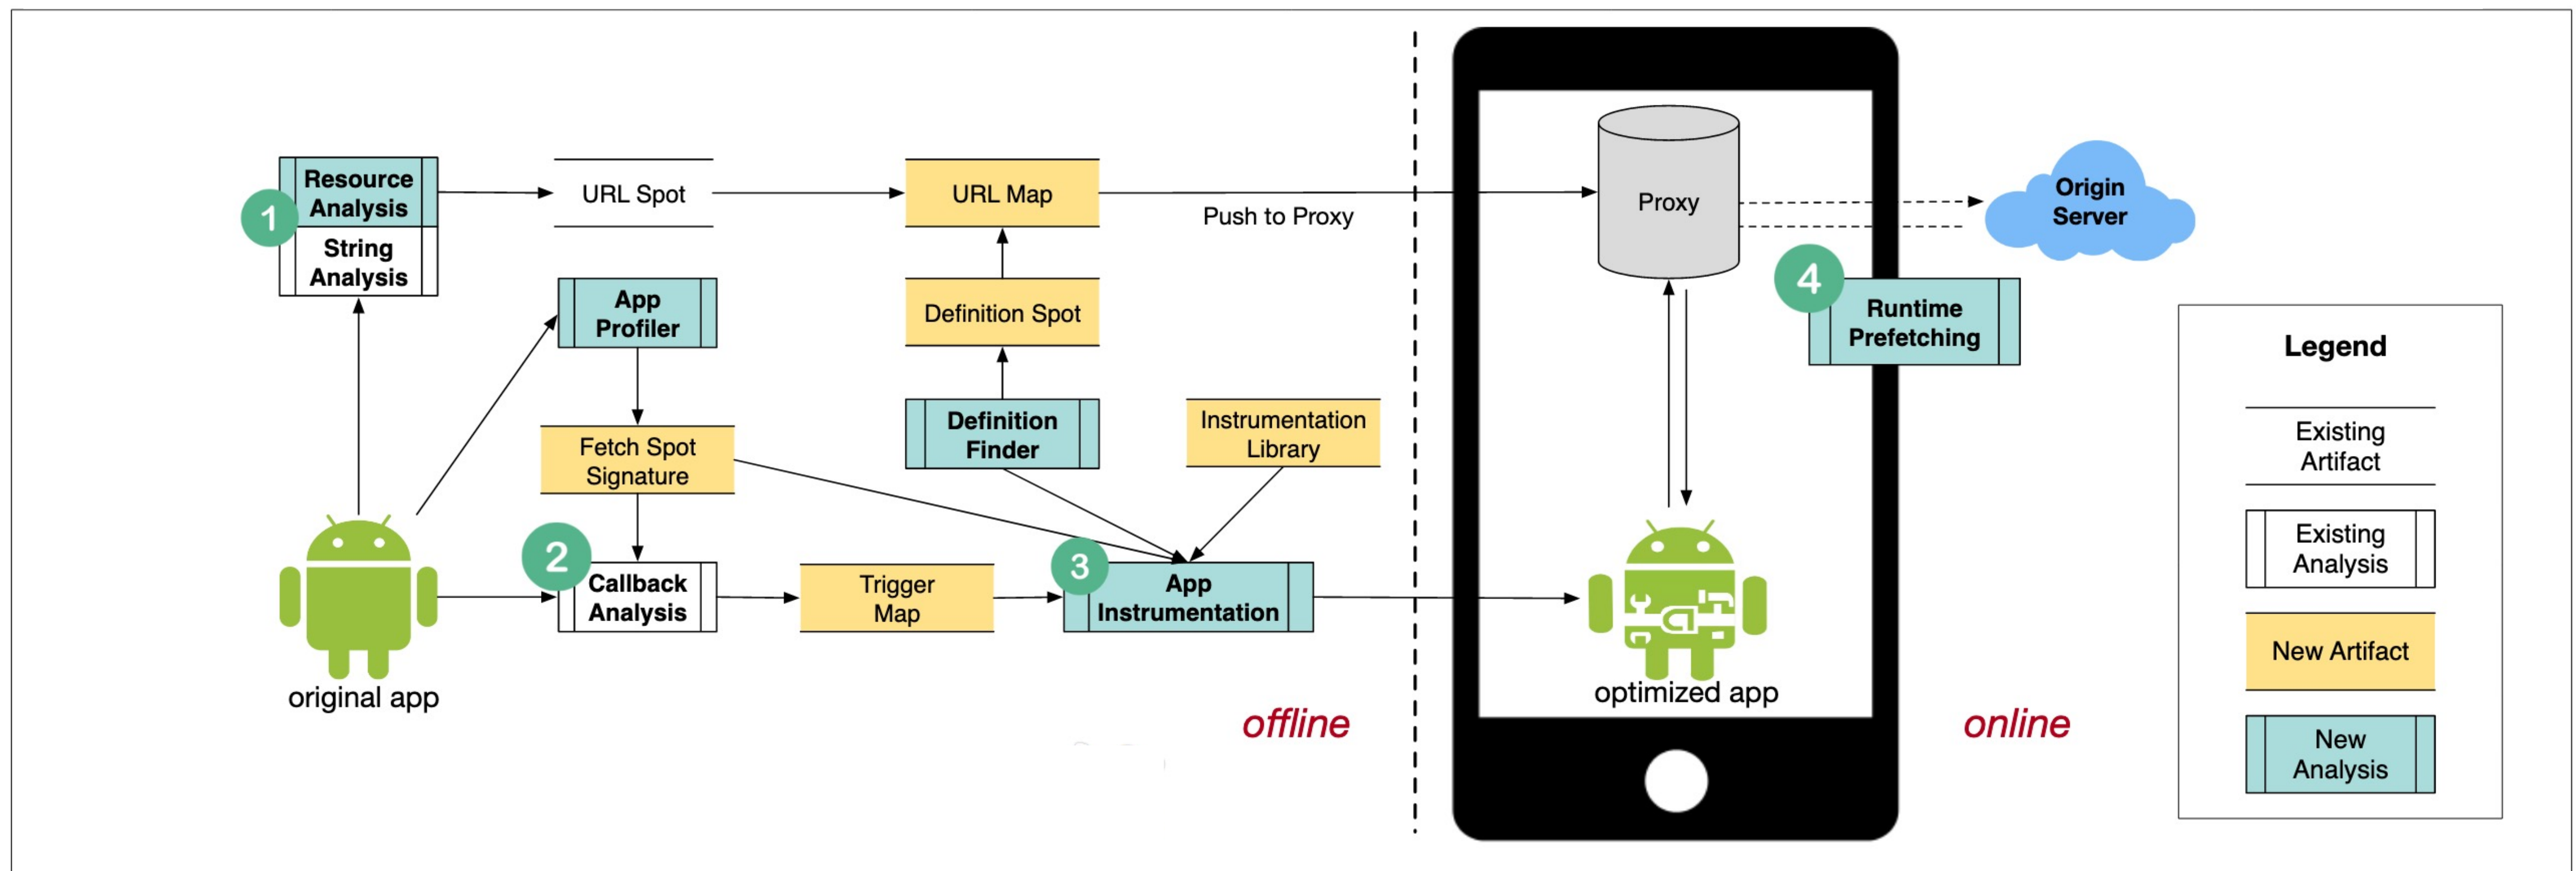 1
Resource
Analysis
String
Analysis
URL Spot
URL Map
Push to Proxy
Proxy
Origin
Server
App
Profiler
Definition Spot
4
Runtime
Prefetching
Fetch Spot
Signature
Definition
Finder
Instrumentation
Library
2
Callback
Analysis
Trigger
Map
3
App
Instrumentation
original app
optimized app
offline
online
Legend
Existing
Artifact
Existing
Analysis
New Artifact
New
Analysis